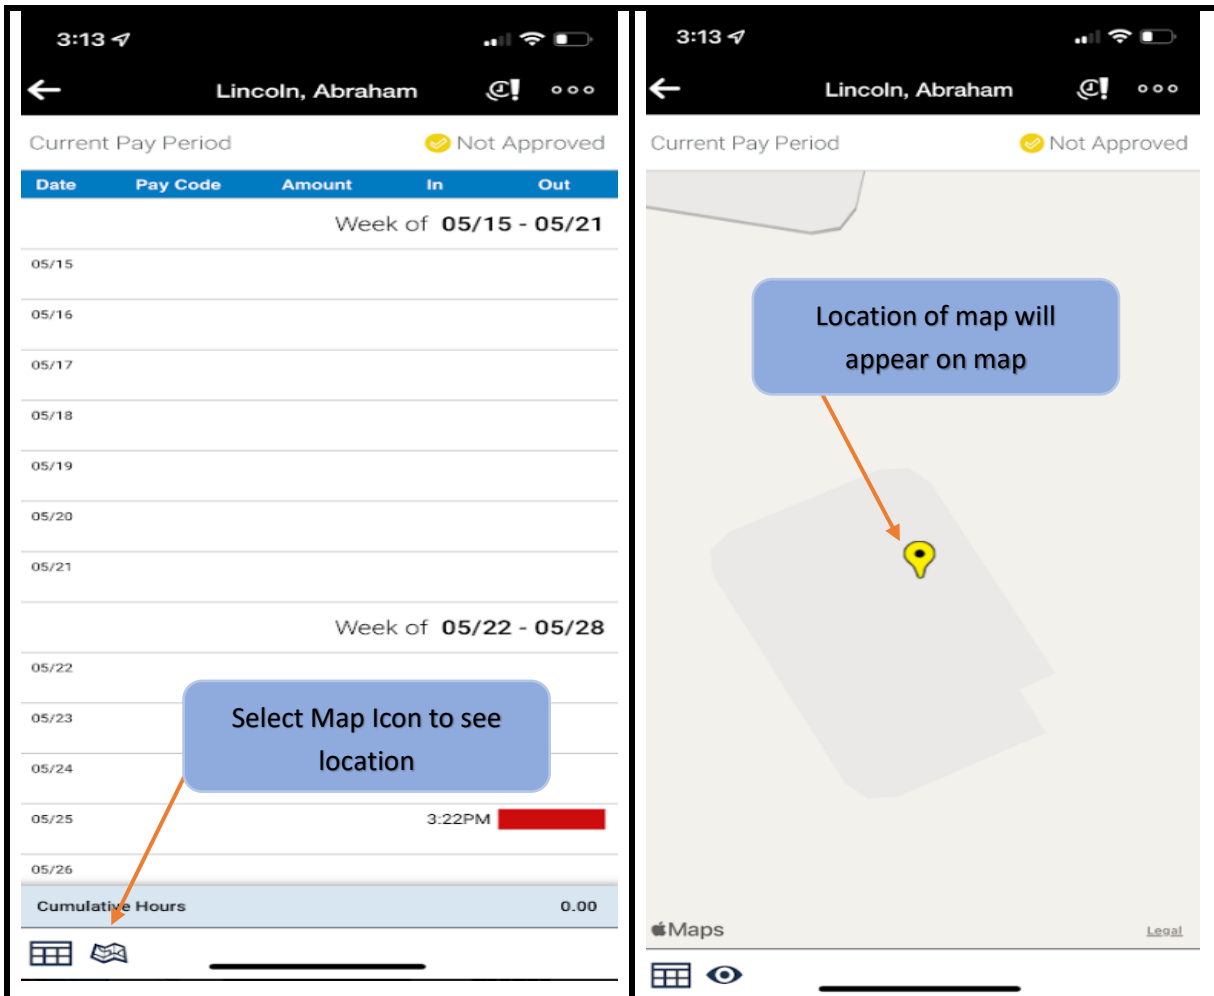 3:13
Lincoln, Abraham
Current Pay Period
Not Approved
Date Pay Code Amount In Out
Week of 05/15 - 05/21
05/15
05/16
05/17
05/18
05/19
05/20
05/21
Week of 05/22 - 05/28
05/22
05/23
Select Map Icon to see
location
05/24
05/25 3:22PM
05/26
Cumulative Hours 0.00
3:13
Lincoln, Abraham
Current Pay Period
Not Approved
Location of map will
appear on map
Maps
Legal